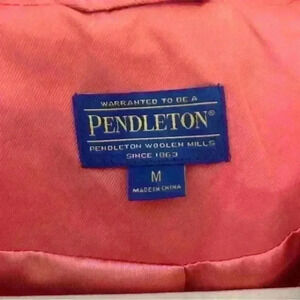 WARRANTED TO BE A
PENDLETON®
PENDLETON WOOLEN MILLS
SINCE 1863
M
MADE IN CHINA